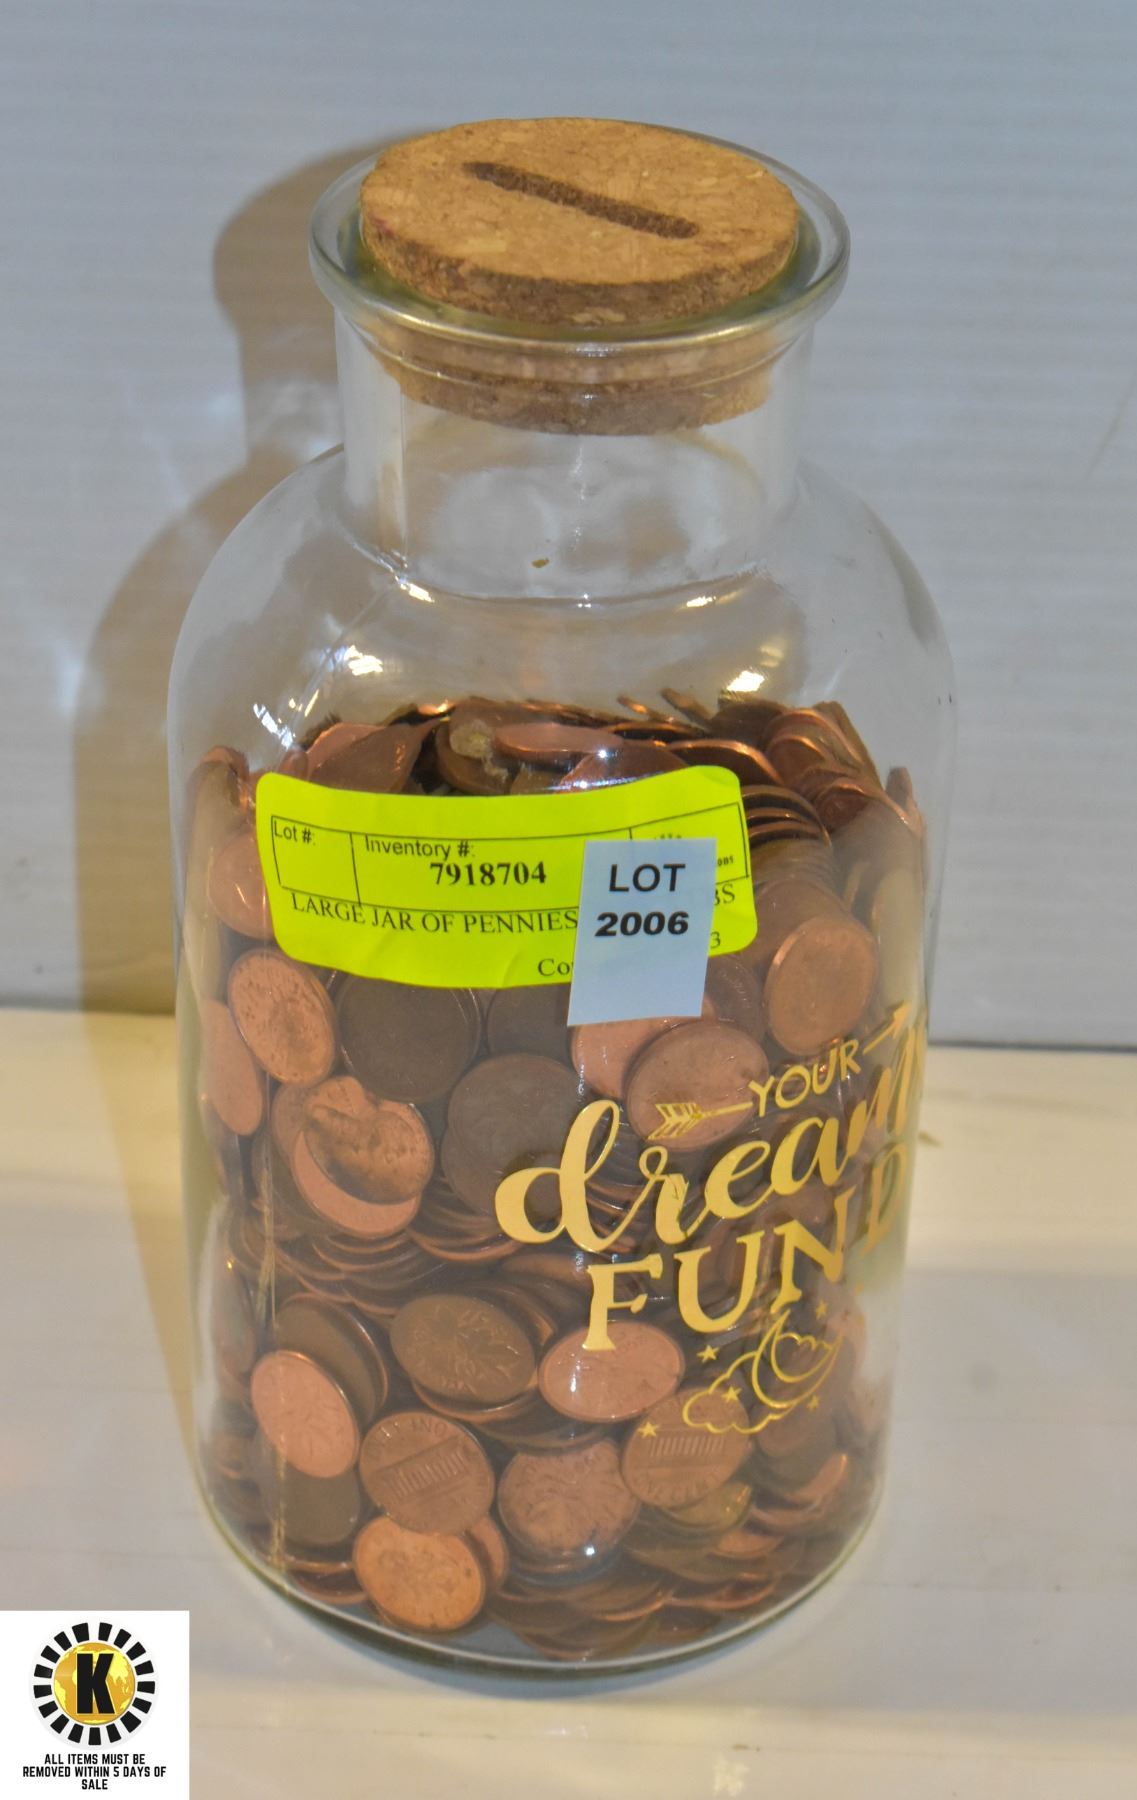 Lot #:
Inventory #:
7918704
LOT
2006
LARGE JAR OF PENNIES
YOUR
dreams
FUND
K
ALL ITEMS MUST BE
REMOVED WITHIN 5 DAYS OF
SALE